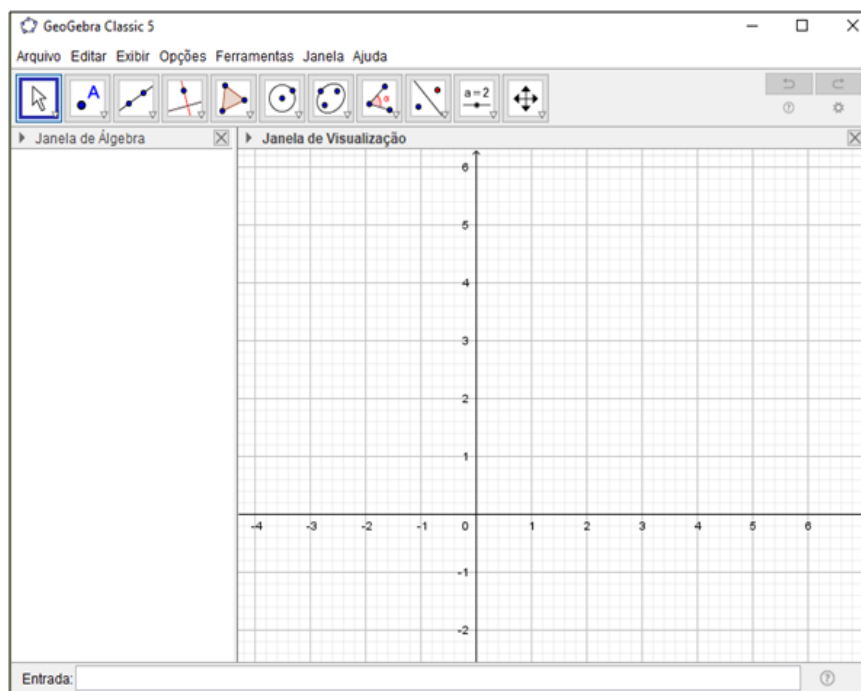 GeoGebra Classic 5
Arquivo Editar Exibir Opções Ferramentas Janela Ajuda
A
α
a = 2
Janela de Álgebra
Janela de Visualização
6
5
4
3
2
1
-4 -3 -2 -1 0 1 2 3 4 5 6
-1
-2
Entrada: